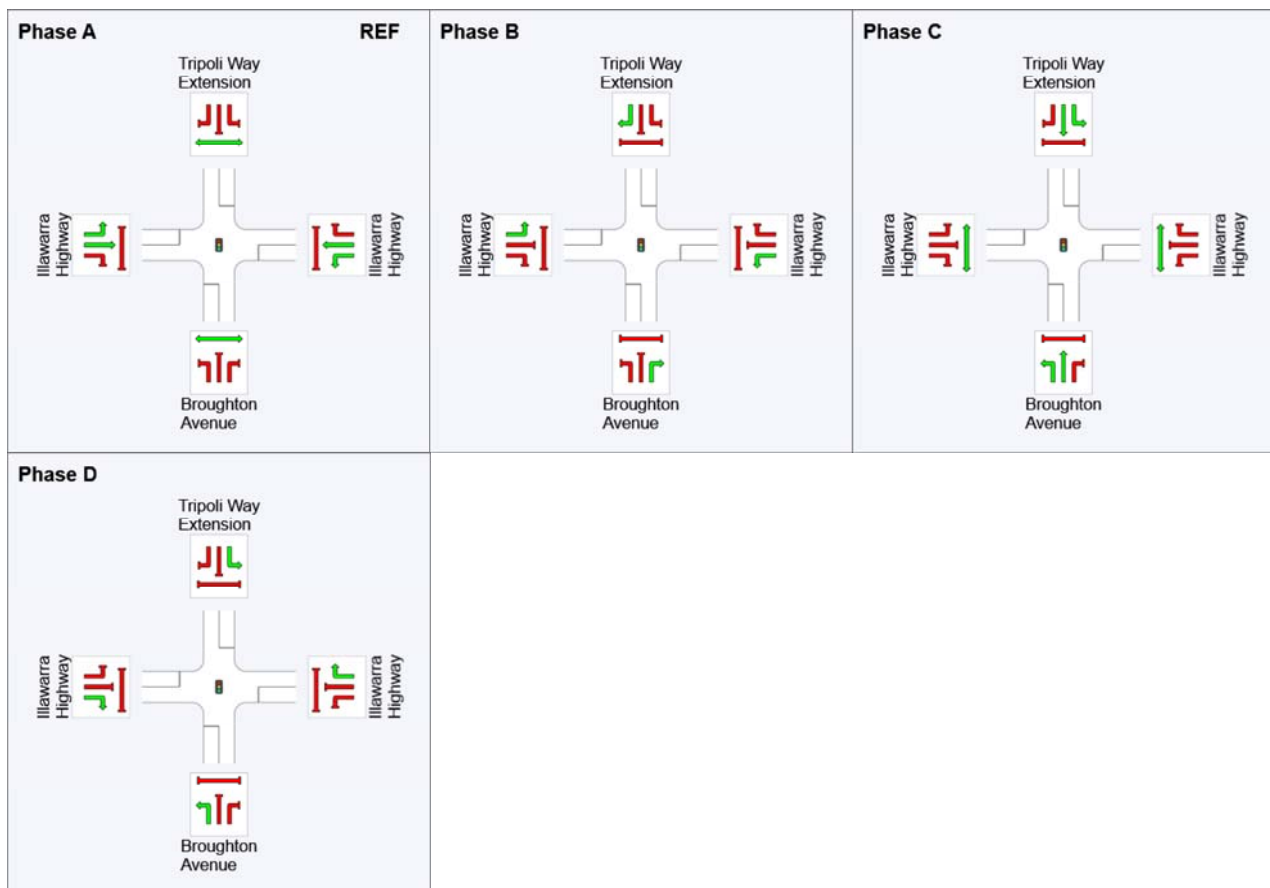 Phase A
REF
Tripoli Way
Extension
Illawarra
Highway
Illawarra
Highway
Broughton
Avenue
Phase B
Tripoli Way
Extension
Illawarra
Highway
Illawarra
Highway
Broughton
Avenue
Phase C
Tripoli Way
Extension
Illawarra
Highway
Illawarra
Highway
Broughton
Avenue
Phase D
Tripoli Way
Extension
Illawarra
Highway
Illawarra
Highway
Broughton
Avenue